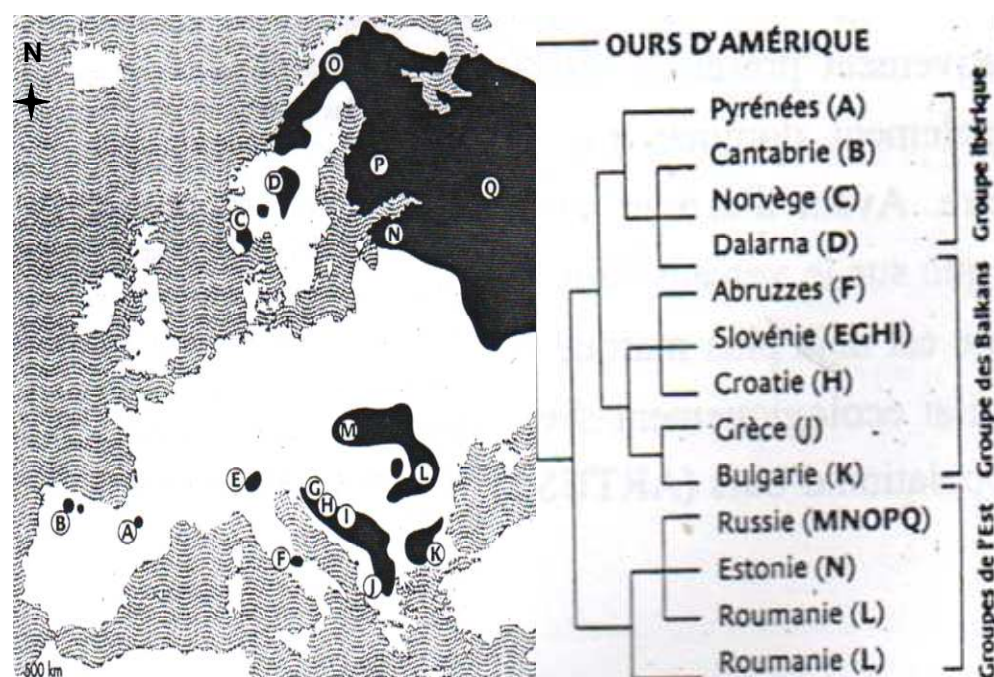 N
O
P
Q
D
C
N
M
L
E
G
H
I
B
A
K
F
J
500 km
OURS D'AMÉRIQUE
Pyrénées (A)
Cantabrie (B)
Norvège (C)
Dalarna (D)
Abruzzes (F)
Slovénie (EGHI)
Croatie (H)
Grèce (J)
Bulgarie (K)
Russie (MNOPQ)
Estonie (N)
Roumanie (L)
Roumanie (L)
Groupe Ibérique
Groupe des Balkans
Groupes de l'Est